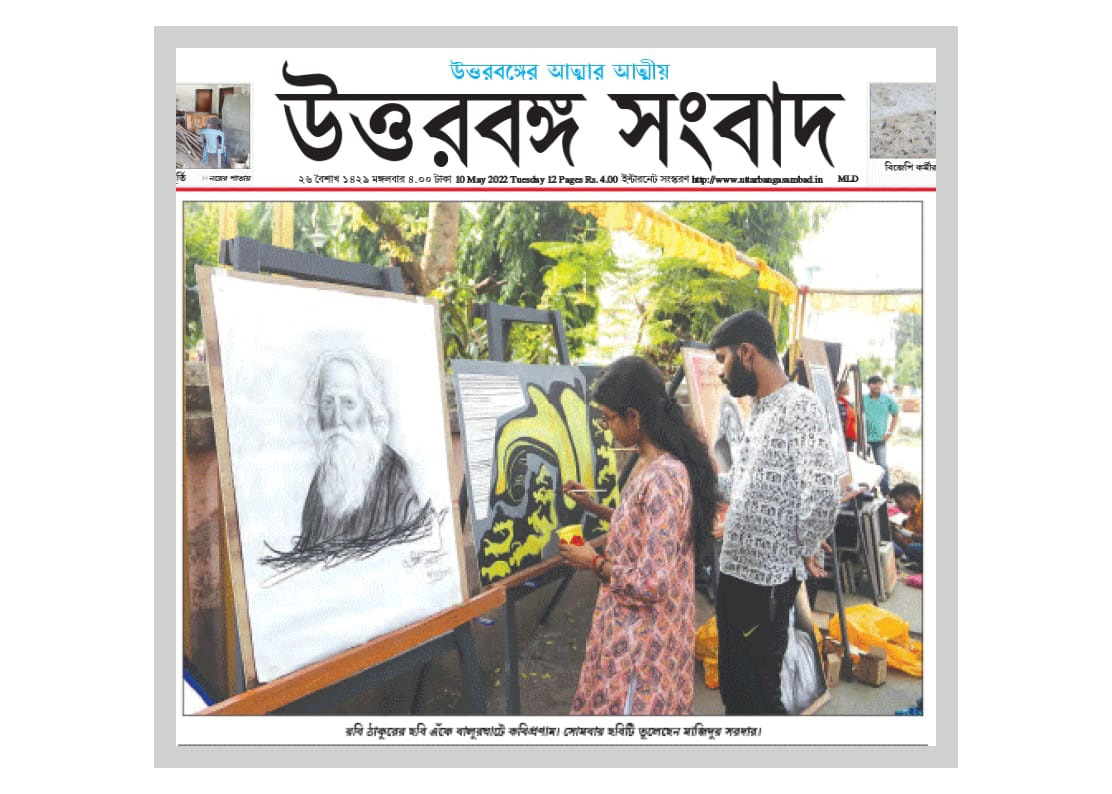 উত্তরবঙ্গের আত্মার আত্মীয়
উত্তরবঙ্গ সংবাদ
>> নয়ের পাতায়
বিজেপি কর্মীর
২৬ বৈশাখ ১৪২৯ মঙ্গলবার ৪.০০ টাকা 10 May 2022 Tuesday 12 Pages Rs. 4.00 ইন্টারনেট সংস্করণ http://www.uttarbangasambad.in MLD
রবি ঠাকুরের ছবি এঁকে বালুরঘাটে কবিপ্রণাম। সোমবার ছবিটি তুলেছেন মাজিদুর সরদার।